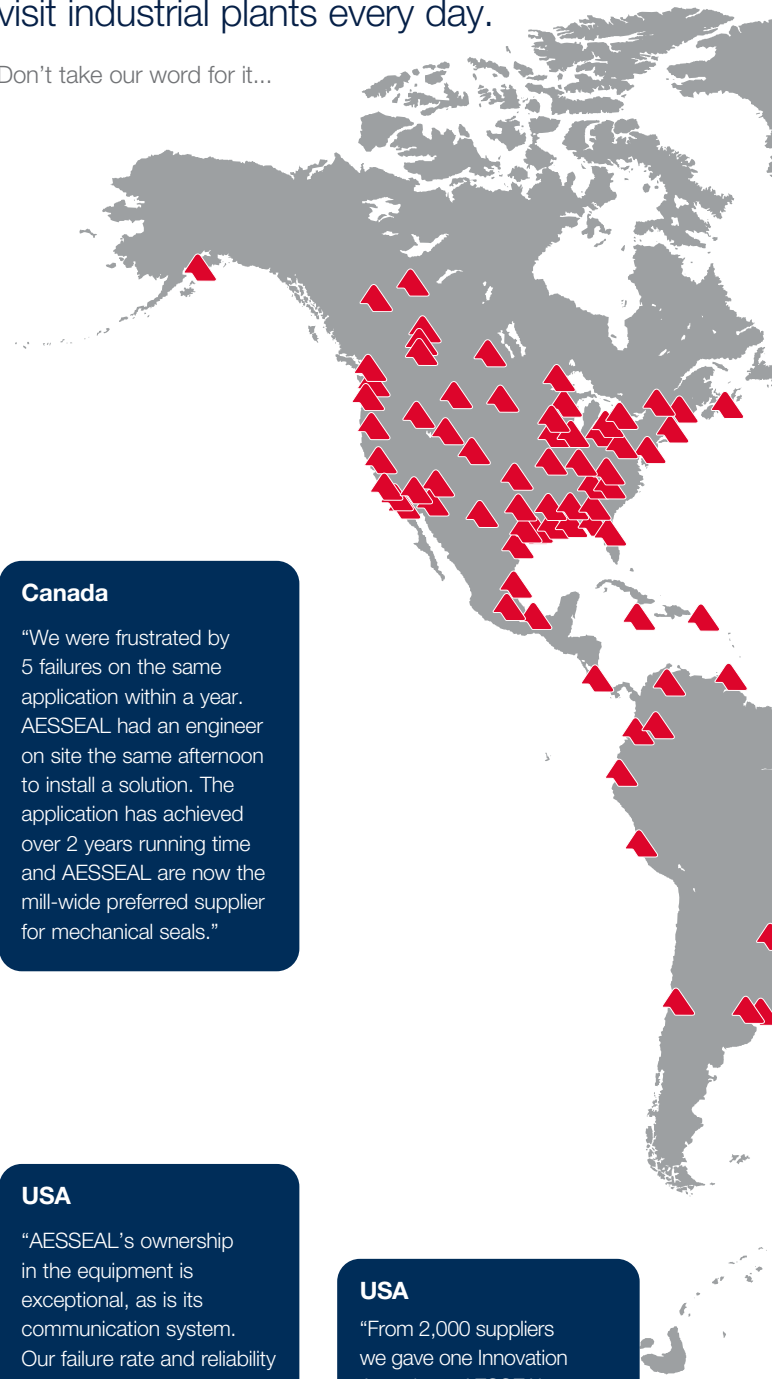 visit industrial plants every day.
Don’t take our word for it...
Canada
“We were frustrated by
5 failures on the same
application within a year.
AESSEAL had an engineer
on site the same afternoon
to install a solution. The
application has achieved
over 2 years running time
and AESSEAL are now the
mill-wide preferred supplier
for mechanical seals.”
USA
“AESSEAL’s ownership
in the equipment is
exceptional, as is its
communication system.
Our failure rate and reliability
USA
“From 2,000 suppliers
we gave one Innovation